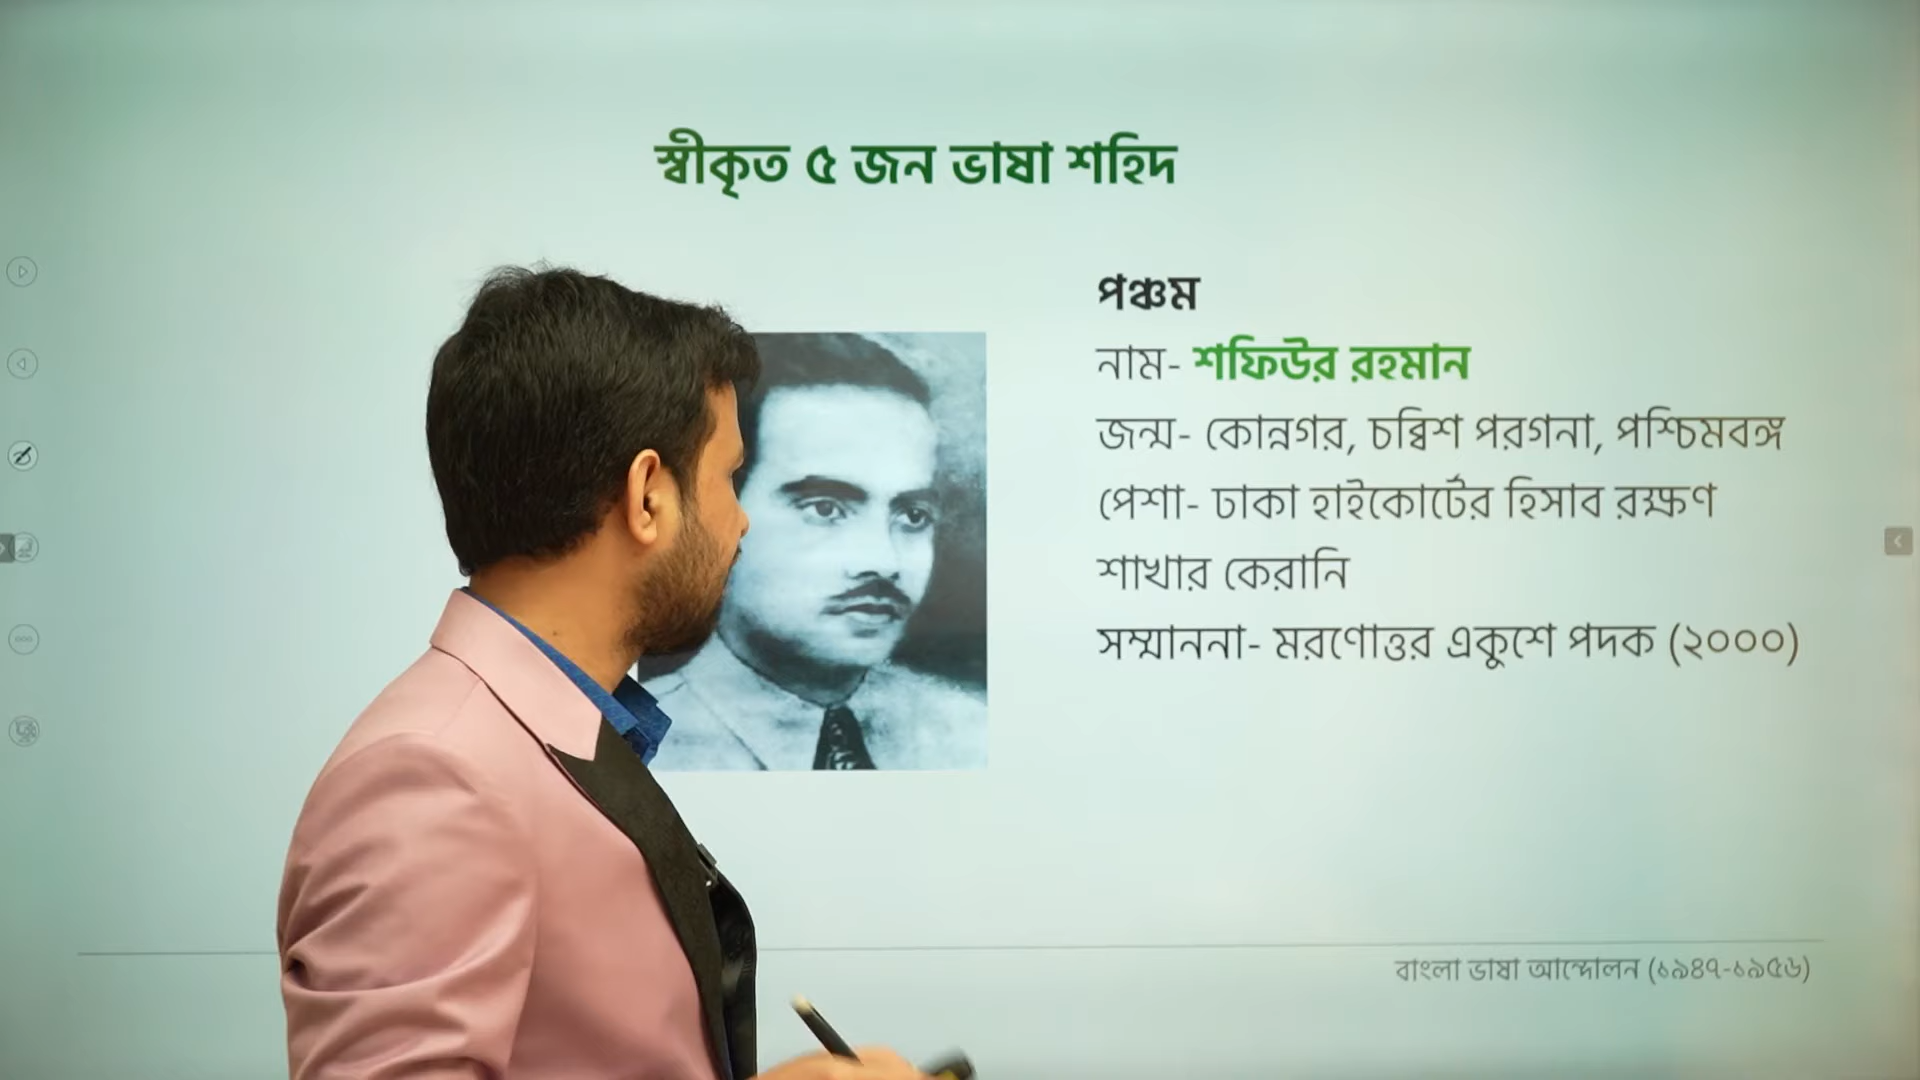 স্বীকৃত ৫ জন ভাষা শহিদ
পঞ্চম
নাম- শফিউর রহমান
জন্ম- কোন্নগর, চব্বিশ পরগনা, পশ্চিমবঙ্গ
পেশা- ঢাকা হাইকোর্টের হিসাব রক্ষণ
শাখার কেরানি
সম্মাননা- মরণোত্তর একুশে পদক (২০০০)
বাংলা ভাষা আন্দোলন (১৯৪৭-১৯৫৬)